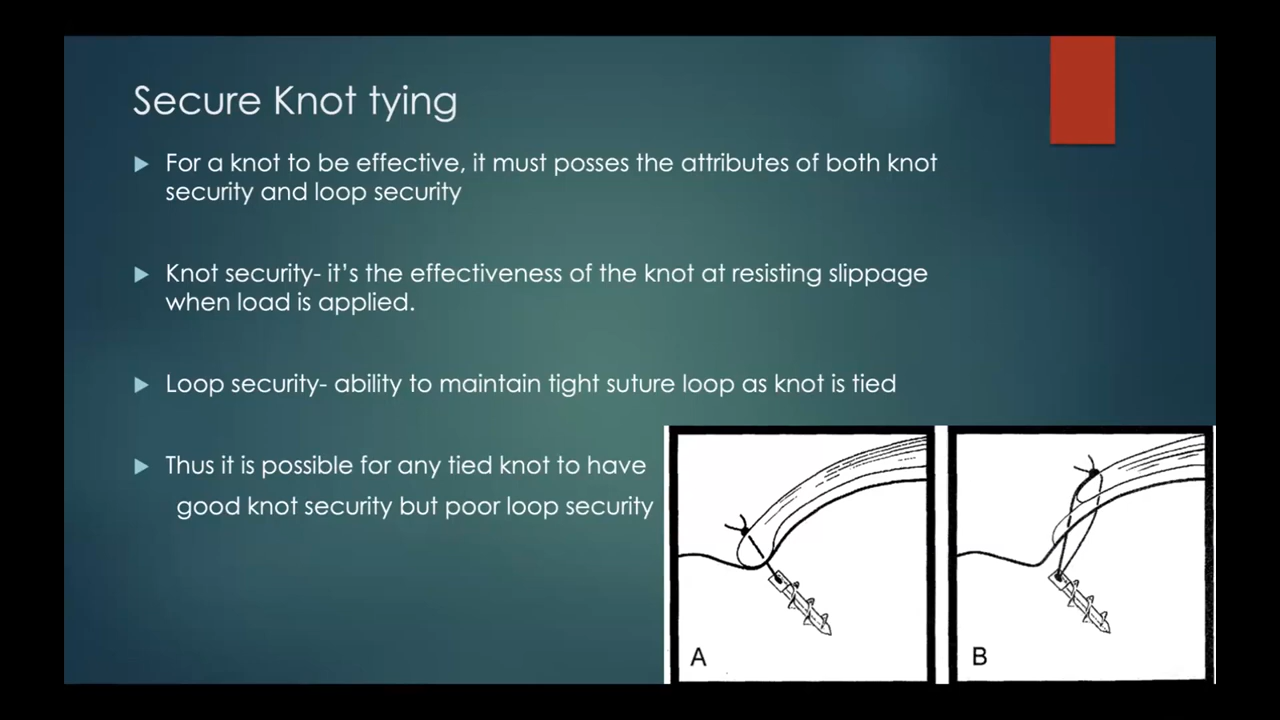 Secure Knot tying
For a knot to be effective, it must posses the attributes of both knot
security and loop security
Knot security- it’s the effectiveness of the knot at resisting slippage
when load is applied.
Loop security- ability to maintain tight suture loop as knot is tied
Thus it is possible for any tied knot to have
good knot security but poor loop security
A
B